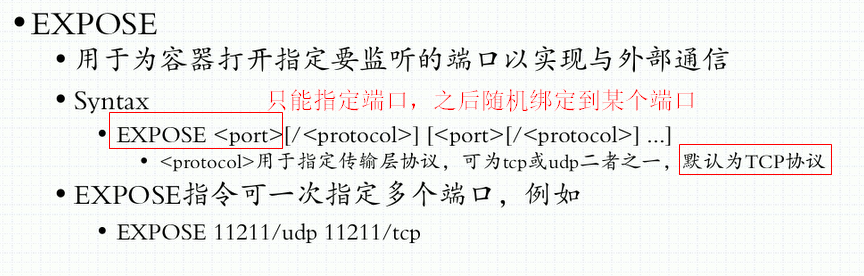 •EXPOSE
• 用于为容器打开指定要监听的端口以实现与外部通信
• Syntax 只能指定端口，之后随机绑定到某个端口
• EXPOSE <port>[/<protocol>] [<port>[/<protocol>] ...]
• <protocol>用于指定传输层协议，可为tcp或udp二者之一，默认为TCP协议
• EXPOSE指令可一次指定多个端口，例如
• EXPOSE 11211/udp 11211/tcp